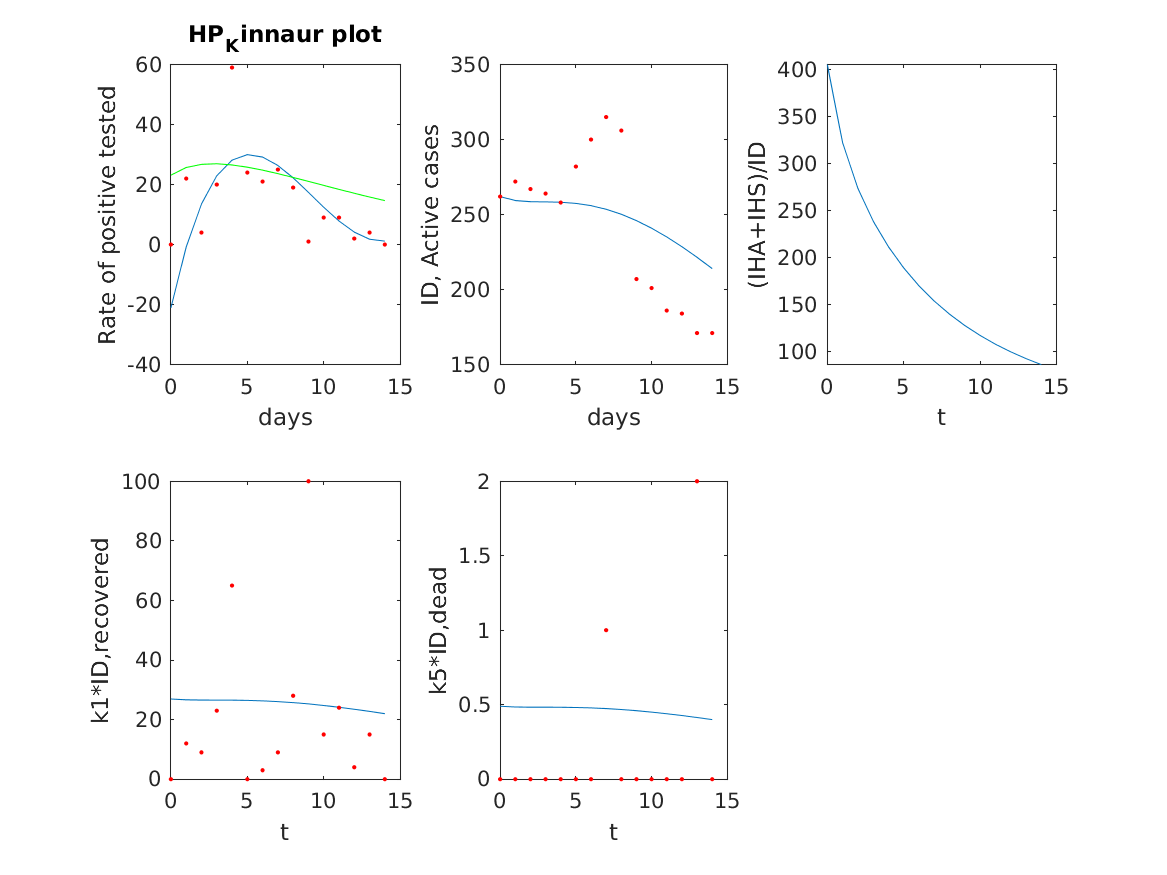 HP_Kinnaur plot
60
40
20
0
-20
-40
0 5 10 15
Rate of positive tested
days
350
300
250
200
150
0 5 10 15
ID, Active cases
days
400
350
300
250
200
150
100
0 5 10 15
(IHA+IHS)/ID
t
100
80
60
40
20
0
0 5 10 15
k1*ID,recovered
t
2
1.5
1
0.5
0
0 5 10 15
k5*ID,dead
t